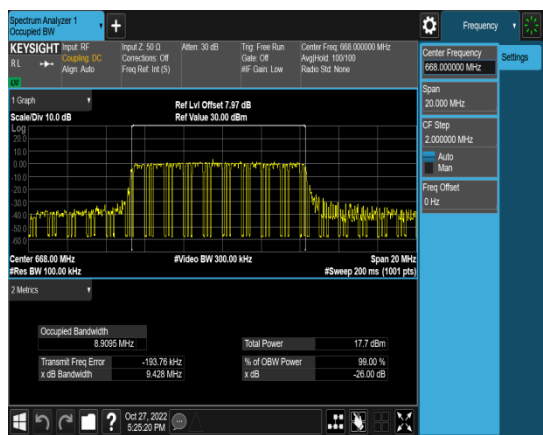 Spectrum Analyzer 1
Occupied BW
+
Frequency
KEYSIGHT
RL
Input: RF
Coupling: DC
Align: Auto
Input Z: 50 Ω
Corrections: Off
Freq Ref: Int (S)
Atten: 30 dB
Trig: Free Run
Gate: Off
#IF Gain: Low
Center Freq: 668.000000 MHz
Avg|Hold: 100/100
Radio Std: None
Center Frequency
668.000000 MHz
Settings
Span
20.000 MHz
CF Step
2.000000 MHz
Auto
Man
Freq Offset
0 Hz
1 Graph
Scale/Div 10.0 dB
Ref Lvl Offset 7.97 dB
Ref Value 30.00 dBm
Log
20.0
10.0
0.00
-10.0
-20.0
-30.0
-40.0
-50.0
-60.0
Center 668.00 MHz
#Video BW 300.00 kHz
Span 20 MHz
#Res BW 100.00 kHz
#Sweep 200 ms (1001 pts)
2 Metrics
Occupied Bandwidth
8.9095 MHz
Total Power
17.7 dBm
Transmit Freq Error
-193.76 kHz
% of OBW Power
99.00 %
x dB Bandwidth
9.428 MHz
x dB
-26.00 dB
?
Oct 27, 2022
5:25:20 PM